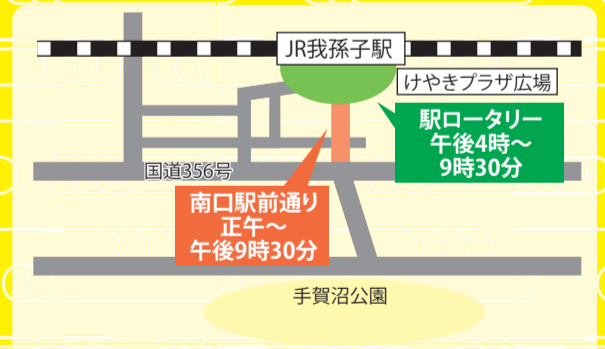 JR我孫子駅
けやきプラザ広場
駅ロータリー
午後4時～
9時30分
国道356号
南口駅前通り
正午～
午後9時30分
手賀沼公園